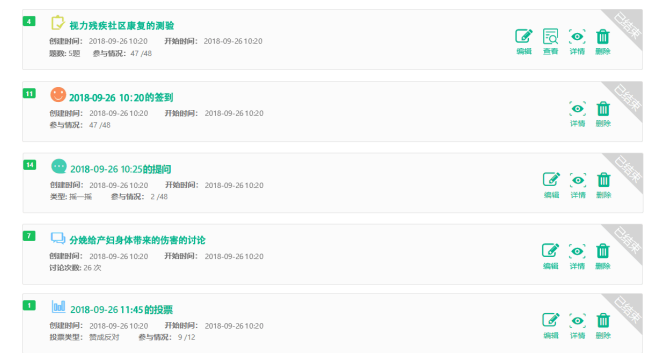 4
视力残疾社区康复的测验
已结束
创建时间： 2018-09-26 10:20 开始时间： 2018-09-26 10:20
题数: 5题 参与情况： 47 /48
编辑 查看 详情 删除
11
2018-09-26 10:20的签到
已结束
创建时间： 2018-09-26 10:20 开始时间： 2018-09-26 10:20
参与情况： 47 /48
详情 删除
14
2018-09-26 10:25的提问
已结束
创建时间： 2018-09-26 10:20 开始时间： 2018-09-26 10:20
类型: 摇一摇 参与情况： 2 /48
编辑 详情 删除
7
分娩给产妇身体带来的伤害的讨论
已结束
创建时间： 2018-09-26 10:20 开始时间： 2018-09-26 10:20
讨论次数: 26 次
编辑 详情 删除
1
2018-09-26 11:45的投票
已结束
创建时间： 2018-09-26 10:20 开始时间： 2018-09-26 10:20
投票类型： 赞成反对 参与情况： 9 /12
编辑 详情 删除